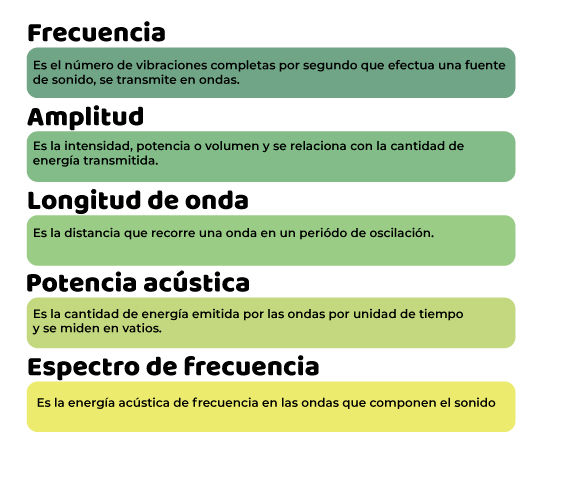 Frecuencia
Es el número de vibraciones completas por segundo que efectua una fuente
de sonido, se transmite en ondas.
Amplitud
Es la intensidad, potencia o volumen y se relaciona con la cantidad de
energía transmitida.
Longitud de onda
Es la distancia que recorre una onda en un perióдo de oscilación.
Potencia acústica
Es la cantidad de energía emitida por las ondas por unidad de tiempo
y se miden en vatios.
Espectro de frecuencia
Es la energía acústica de frecuencia en las ondas que componen el sonido